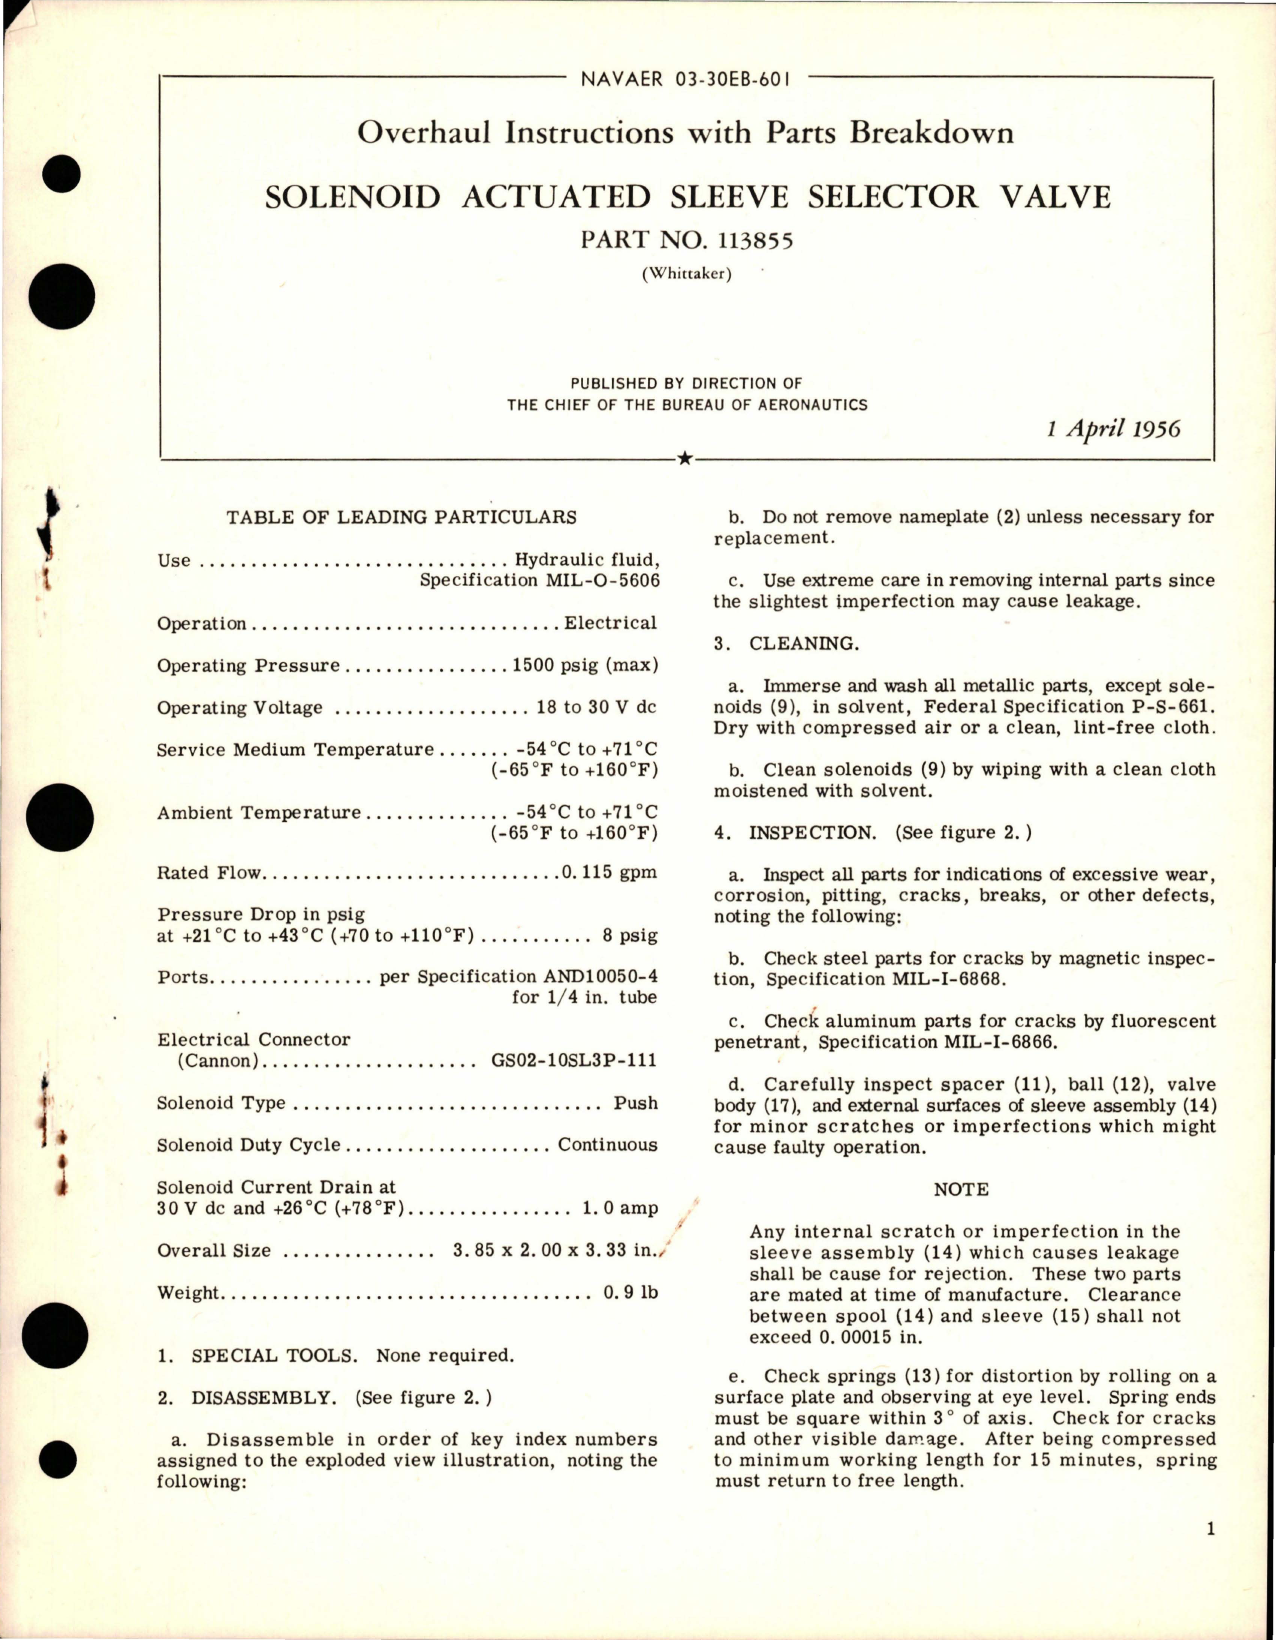 NAVAER 03-30EB-601
Overhaul Instructions with Parts Breakdown
SOLENOID ACTUATED SLEEVE SELECTOR VALVE
PART NO. 113855
(Whittaker)
PUBLISHED BY DIRECTION OF
THE CHIEF OF THE BUREAU OF AERONAUTICS
1 April 1956
TABLE OF LEADING PARTICULARS
Use .............................. Hydraulic fluid,
Specification MIL-O-5606
Operation.............................. Electrical
Operating Pressure................ 1500 psig (max)
Operating Voltage ................... 18 to 30 V dc
Service Medium Temperature....... -54°C to +71°C
(-65°F to +160°F)
Ambient Temperature.............. -54°C to +71°C
(-65°F to +160°F)
Rated Flow.............................0.115 gpm
Pressure Drop in psig
at +21°C to +43°C (+70 to +110°F)........... 8 psig
Ports................ per Specification AND10050-4
for 1/4 in. tube
Electrical Connector
(Cannon)..................... GS02-10SL3P-111
Solenoid Type.............................. Push
Solenoid Duty Cycle.................... Continuous
Solenoid Current Drain at
30 V dc and +26°C (+78°F)................ 1.0 amp
Overall Size ............... 3.85 x 2.00 x 3.33 in.
Weight.................................... 0.9 lb
1. SPECIAL TOOLS. None required.
2. DISASSEMBLY. (See figure 2.)
a. Disassemble in order of key index numbers
assigned to the exploded view illustration, noting the
following:
b. Do not remove nameplate (2) unless necessary for
replacement.
c. Use extreme care in removing internal parts since
the slightest imperfection may cause leakage.
3. CLEANING.
a. Immerse and wash all metallic parts, except sole-
noids (9), in solvent, Federal Specification P-S-661.
Dry with compressed air or a clean, lint-free cloth.
b. Clean solenoids (9) by wiping with a clean cloth
moistened with solvent.
4. INSPECTION. (See figure 2.)
a. Inspect all parts for indications of excessive wear,
corrosion, pitting, cracks, breaks, or other defects,
noting the following:
b. Check steel parts for cracks by magnetic inspec-
tion, Specification MIL-I-6868.
c. Check aluminum parts for cracks by fluorescent
penetrant, Specification MIL-I-6866.
d. Carefully inspect spacer (11), ball (12), valve
body (17), and external surfaces of sleeve assembly (14)
for minor scratches or imperfections which might
cause faulty operation.
NOTE
Any internal scratch or imperfection in the
sleeve assembly (14) which causes leakage
shall be cause for rejection. These two parts
are mated at time of manufacture. Clearance
between spool (14) and sleeve (15) shall not
exceed 0.00015 in.
e. Check springs (13) for distortion by rolling on a
surface plate and observing at eye level. Spring ends
must be square within 3° of axis. Check for cracks
and other visible damage. After being compressed
to minimum working length for 15 minutes, spring
must return to free length.
1